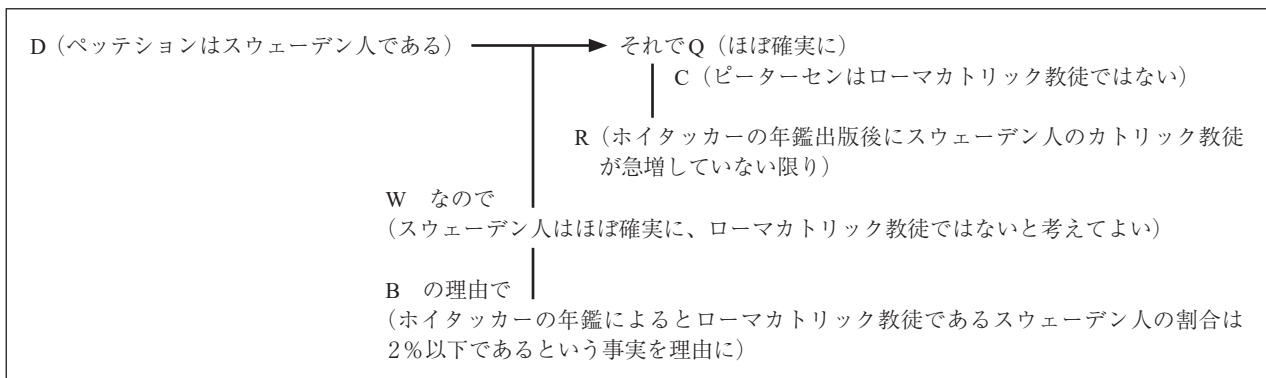 D（ペッテションはスウェーデン人である） それでQ（ほぼ確実に）
C（ピーターセンはローマカトリック教徒ではない）
R（ホイタッカーの年鑑出版後にスウェーデン人のカトリック教徒
が急増していない限り）
W　なので
（スウェーデン人はほぼ確実に、ローマカトリック教徒ではないと考えてよい）
B　の理由で
（ホイタッカーの年鑑によるとローマカトリック教徒であるスウェーデン人の割合は
２％以下であるという事実を理由に）